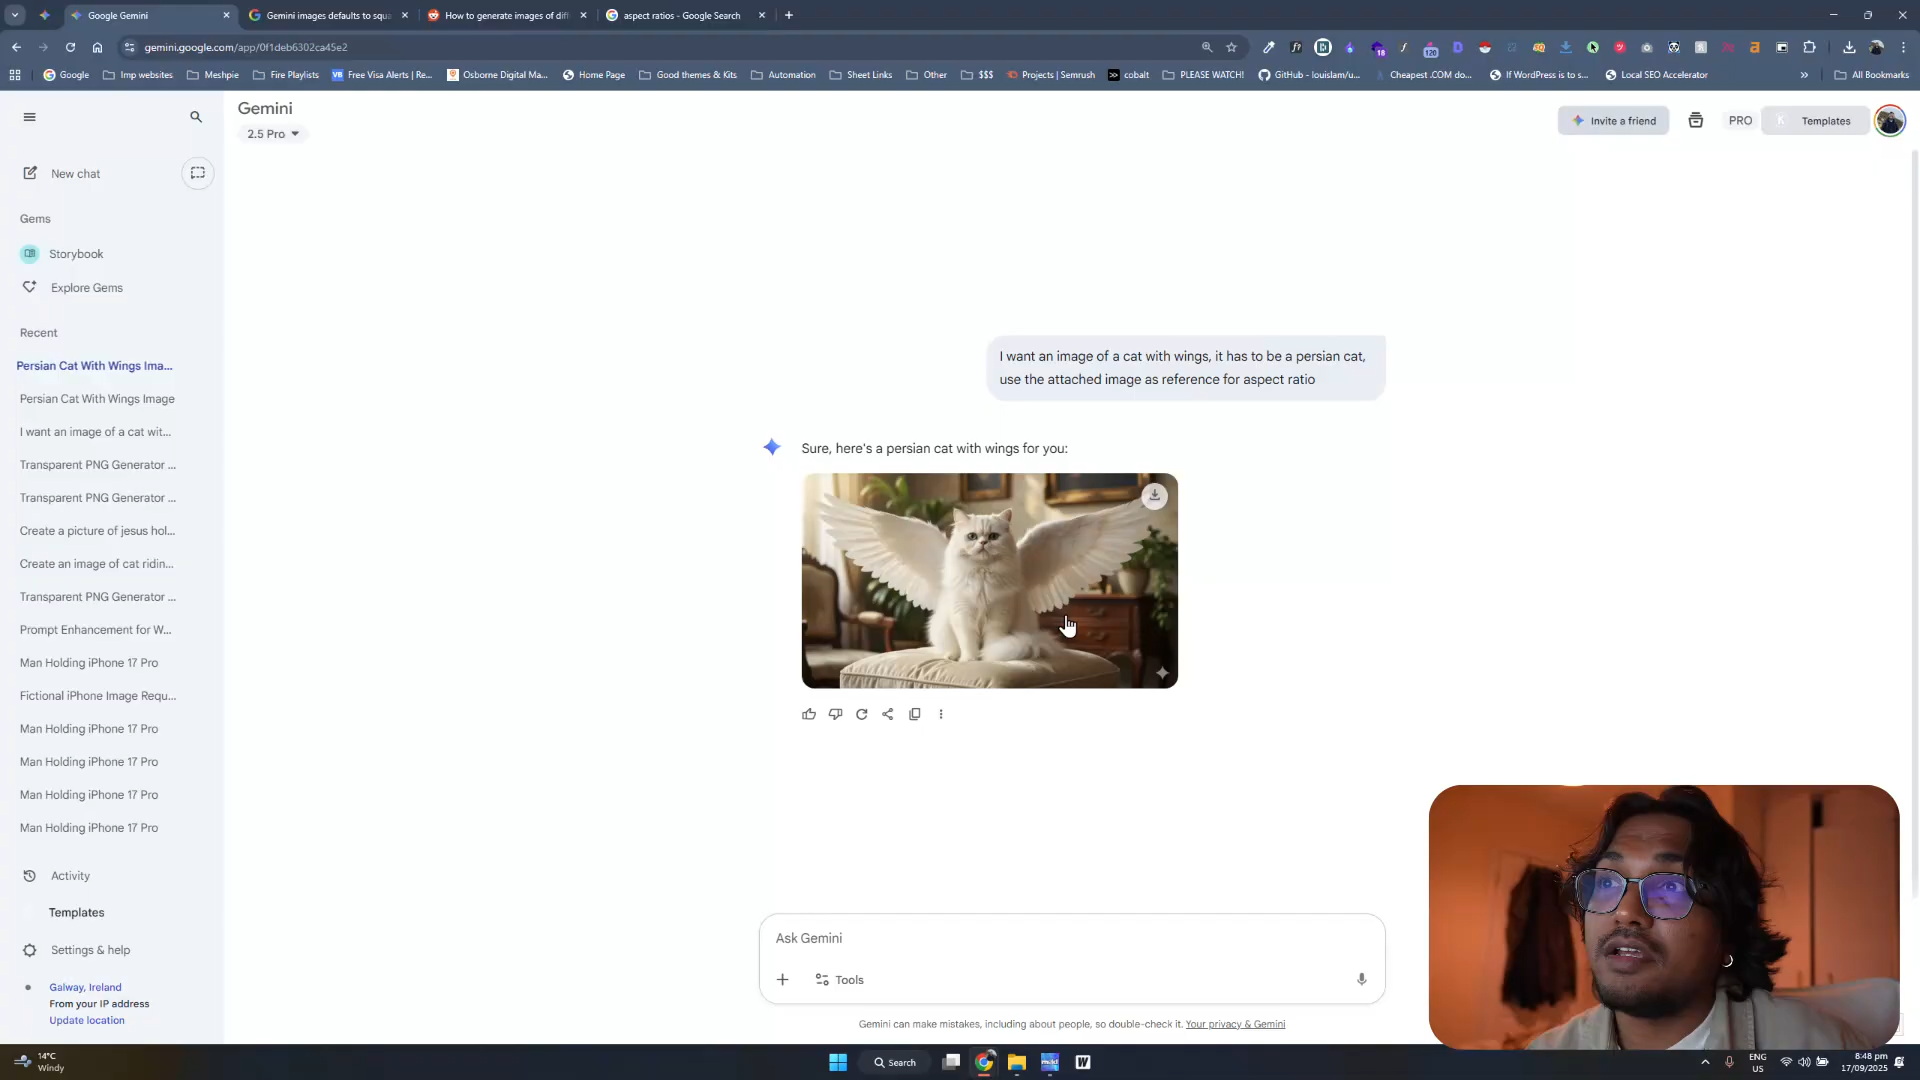 Google Gemini
Gemini images defaults to squ
How to generate images of dif
aspect ratios - Google Search
gemini.google.com/app/0f1deb6302ca45e2
Google
Imp websites
Meshpie
Fire Playlists
Free Visa Alerts | Re...
Osborne Digital Ma...
Home Page
Good themes & Kits
Automation
Sheet Links
Other
$$$
Projects | Semrush
cobalt
PLEASE WATCH!
GitHub - louislam/u...
Cheapest .COM do...
If WordPress is to s...
Local SEO Accelerator
All Bookmarks
Gemini
2.5 Pro
Invite a friend
PRO
Templates
New chat
Gems
Storybook
Explore Gems
Recent
Persian Cat With Wings Ima...
Persian Cat With Wings Image
I want an image of a cat wit...
Transparent PNG Generator ...
Transparent PNG Generator ...
Create a picture of jesus hol...
Create an image of cat ridin...
Transparent PNG Generator ...
Prompt Enhancement for W...
Man Holding iPhone 17 Pro
Fictional iPhone Image Requ...
Man Holding iPhone 17 Pro
Man Holding iPhone 17 Pro
Man Holding iPhone 17 Pro
Man Holding iPhone 17 Pro
Activity
Templates
Settings & help
Galway, Ireland
From your IP address
Update location
I want an image of a cat with wings, it has to be a persian cat,
use the attached image as reference for aspect ratio
Sure, here's a persian cat with wings for you:
Ask Gemini
Tools
Gemini can make mistakes, including about people, so double-check it. Your privacy & Gemini
14°C
Windy
Search
ENG
US
8:48 pm
17/09/2025